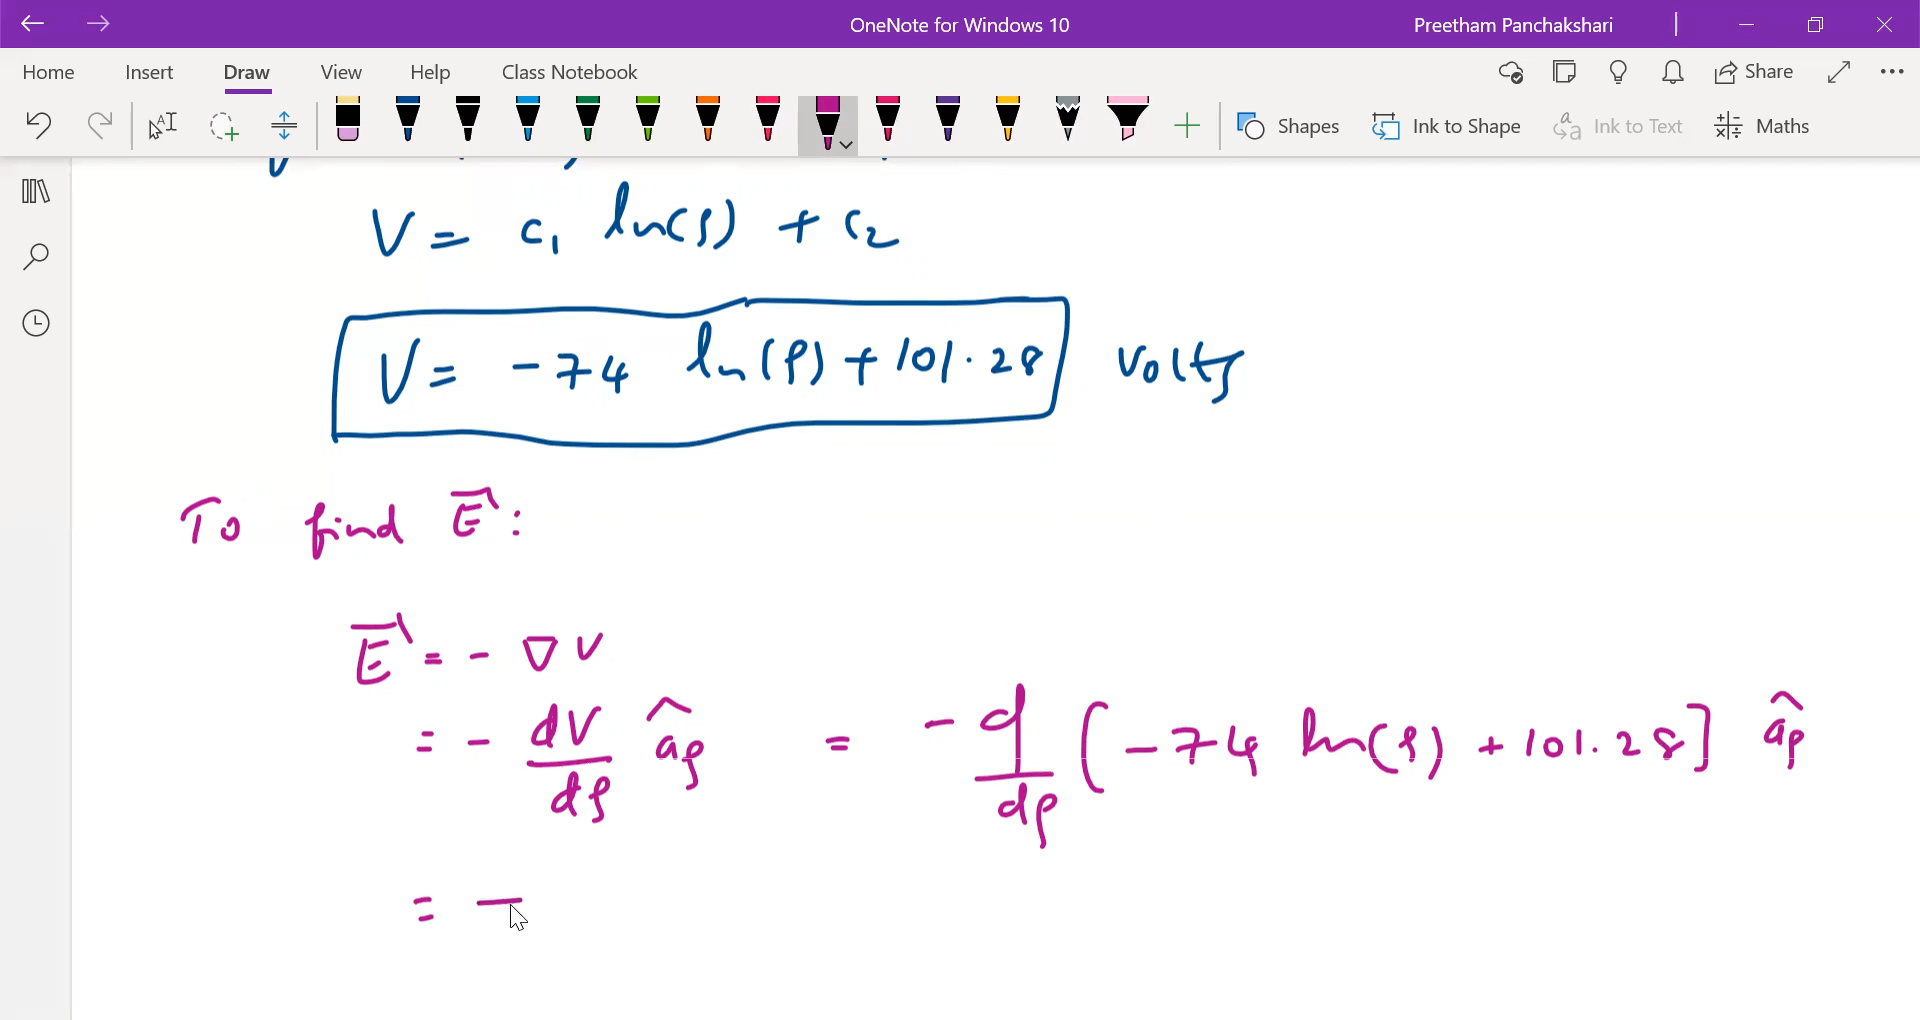 OneNote for Windows 10
Preetham Panchakshari
Home Insert Draw View Help Class Notebook
Share
Shapes Ink to Shape Ink to Text Maths
V = c₁ ln(ρ) + c₂
V = -74 ln(ρ) + 101.28 volts
To find E⃗:
E⃗ = - ∇V
= - dV/dρ âρ = - d/dρ [-74 ln(ρ) + 101.28] âρ
= -